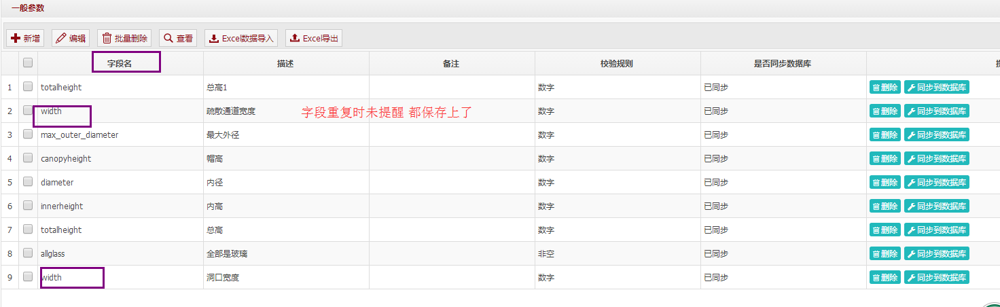 一般参数
新增 编辑 批量删除 查看 Excel数据导入 Excel导出
字段名 描述 备注 校验规则 是否同步数据库
1 totalheight 总高1 数字 已同步 删除 同步到数据库
2 width 疏散通道宽度 字段重复时未提醒 都保存上了 数字 已同步 删除 同步到数据库
3 max_outer_diameter 最大外径 数字 已同步 删除 同步到数据库
4 canopyheight 帽高 数字 已同步 删除 同步到数据库
5 diameter 内径 数字 已同步 删除 同步到数据库
6 innerheight 内高 数字 已同步 删除 同步到数据库
7 totalheight 总高 数字 已同步 删除 同步到数据库
8 allglass 全部是玻璃 非空 已同步 删除 同步到数据库
9 width 洞口宽度 数字 已同步 删除 同步到数据库